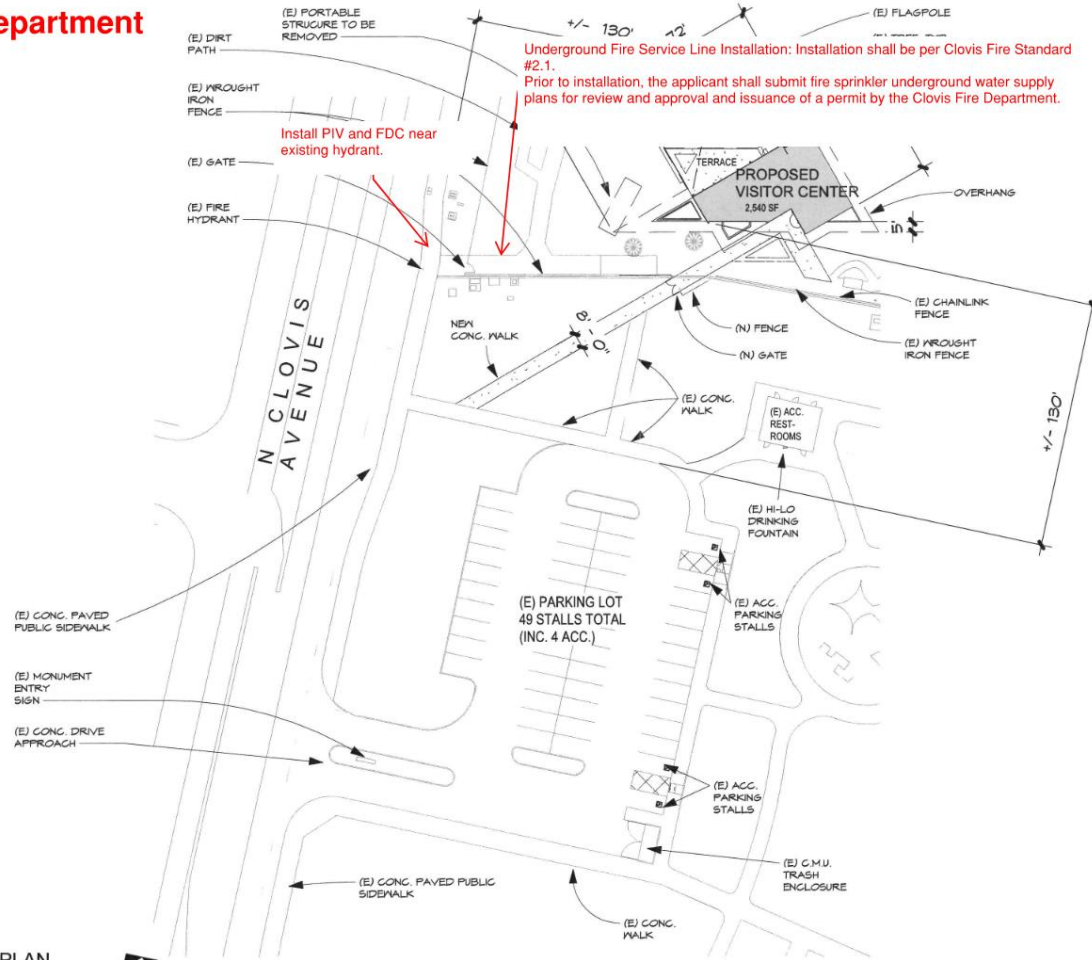 epartment
(E) PORTABLE
STRUCURE TO BE
REMOVED
+/- 130'
72'
(E) FLAGPOLE
(E) DIRT
PATH
Underground Fire Service Line Installation: Installation shall be per Clovis Fire Standard
#2.1.
Prior to installation, the applicant shall submit fire sprinkler underground water supply
plans for review and approval and issuance of a permit by the Clovis Fire Department.
(E) WROUGHT
IRON
FENCE
Install PIV and FDC near
existing hydrant.
(E) GATE
TERRACE
PROPOSED
VISITOR CENTER
2,540 SF
OVERHANG
(E) FIRE
HYDRANT
15'
N CLOVIS
AVENUE
NEW
CONC. WALK
8' - 0"
(N) FENCE
(N) GATE
(E) CHAINLINK
FENCE
(E) WROUGHT
IRON FENCE
(E) CONC.
WALK
(E) ACC.
REST-
ROOMS
+/- 130'
(E) HI-LO
DRINKING
FOUNTAIN
(E) PARKING LOT
49 STALLS TOTAL
(INC. 4 ACC.)
(E) ACC.
PARKING
STALLS
(E) CONC. PAVED
PUBLIC SIDEWALK
(E) MONUMENT
ENTRY
SIGN
(E) CONC. DRIVE
APPROACH
(E) ACC.
PARKING
STALLS
(E) C.M.U.
TRASH
ENCLOSURE
(E) CONC. PAVED PUBLIC
SIDEWALK
(E) CONC.
WALK
PLAN